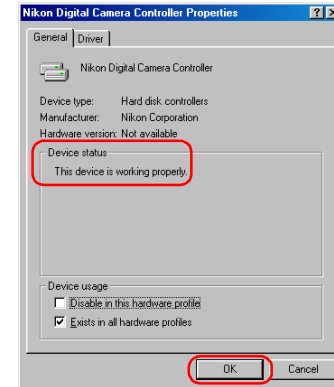 Nikon Digital Camera Controller Properties
General Driver
Nikon Digital Camera Controller
Device type: Hard disk controllers
Manufacturer: Nikon Corporation
Hardware version: Not available
Device status
This device is working properly.
Device usage
Disable in this hardware profile
Exists in all hardware profiles
OK Cancel